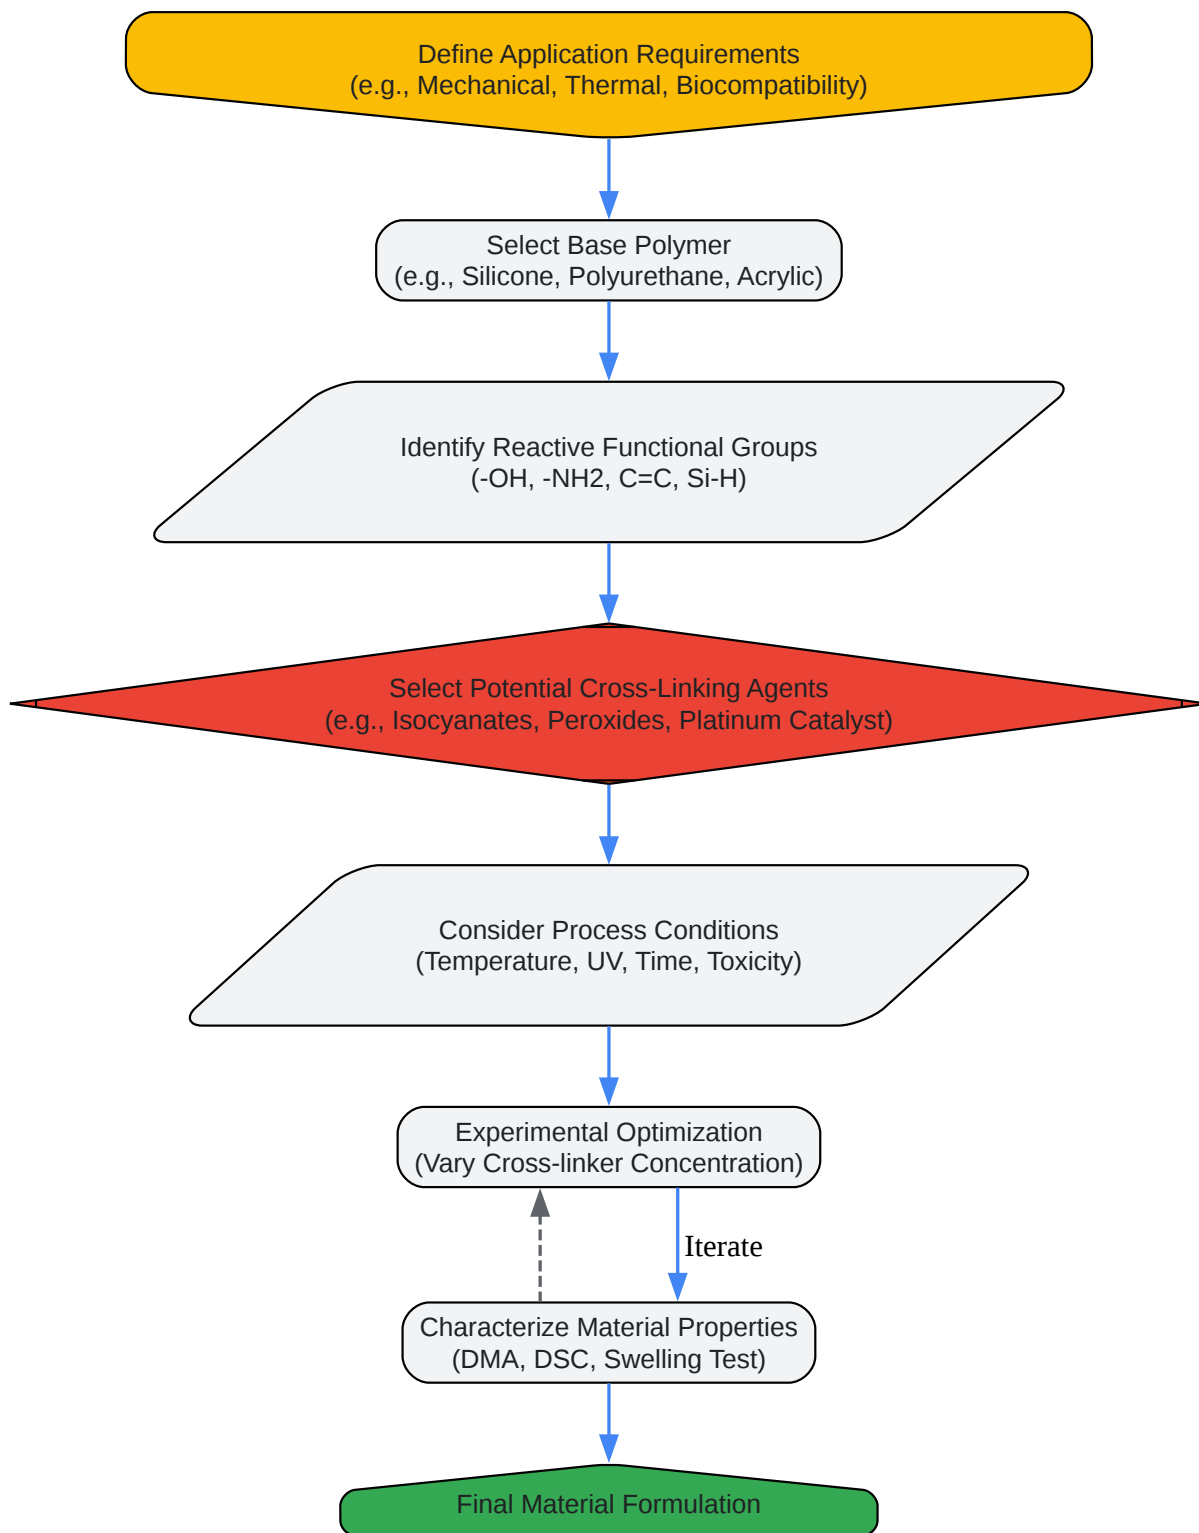 Define Application Requirements
(e.g., Mechanical, Thermal, Biocompatibility)
Select Base Polymer
(e.g., Silicone, Polyurethane, Acrylic)
Identify Reactive Functional Groups
(-OH, -NH2, C=C, Si-H)
Select Potential Cross-Linking Agents
(e.g., Isocyanates, Peroxides, Platinum Catalyst)
Consider Process Conditions
(Temperature, UV, Time, Toxicity)
Experimental Optimization
(Vary Cross-linker Concentration)
Iterate
Characterize Material Properties
(DMA, DSC, Swelling Test)
Final Material Formulation